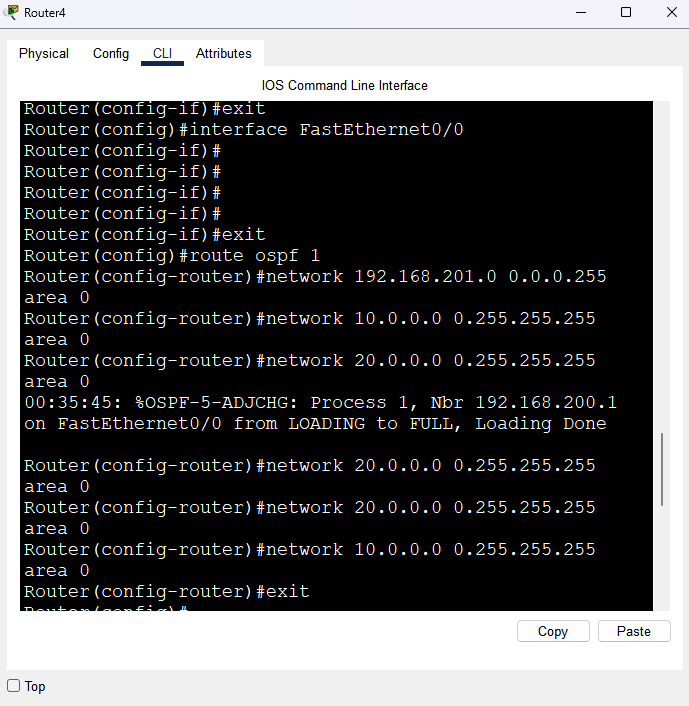 Router4
Physical Config CLI Attributes
IOS Command Line Interface
Router(config-if)#exit
Router(config)#interface FastEthernet0/0
Router(config-if)#
Router(config-if)#
Router(config-if)#
Router(config-if)#
Router(config-if)#exit
Router(config)#route ospf 1
Router(config-router)#network 192.168.201.0 0.0.0.255
area 0
Router(config-router)#network 10.0.0.0 0.255.255.255
area 0
Router(config-router)#network 20.0.0.0 0.255.255.255
area 0
00:35:45: %OSPF-5-ADJCHG: Process 1, Nbr 192.168.200.1
on FastEthernet0/0 from LOADING to FULL, Loading Done
Router(config-router)#network 20.0.0.0 0.255.255.255
area 0
Router(config-router)#network 20.0.0.0 0.255.255.255
area 0
Router(config-router)#network 10.0.0.0 0.255.255.255
area 0
Router(config-router)#exit
Router(config)#
Copy Paste
Top